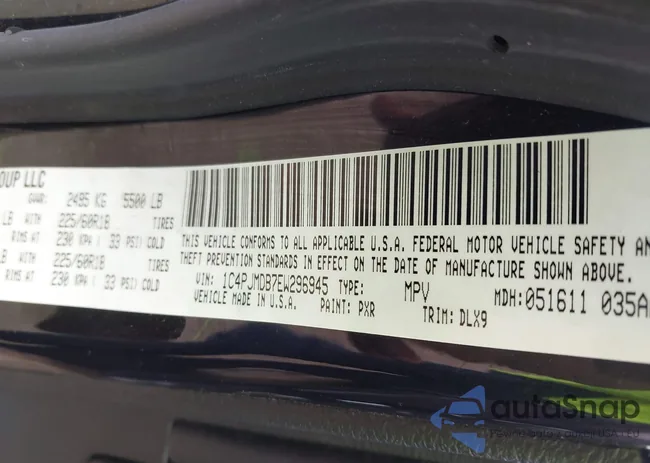 OUP LLC
GVWR: 2495 KG 5500 LB
LB WITH 225/60R18 TIRES
RIMS AT 230 KPA ( 33 PSI) COLD
LB WITH 225/60R18 TIRES
RIMS AT 230 KPA ( 33 PSI) COLD
THIS VEHICLE CONFORMS TO ALL APPLICABLE U.S.A. FEDERAL MOTOR VEHICLE SAFETY AN
THEFT PREVENTION STANDARDS IN EFFECT ON THE DATE OF MANUFACTURE SHOWN ABOVE.
VIN: 1C4PJMDB7EW296945 TYPE: MPV MDH: 051611 035A
VEHICLE MADE IN U.S.A. PAINT: PXR TRIM: DLX9
autoSnap